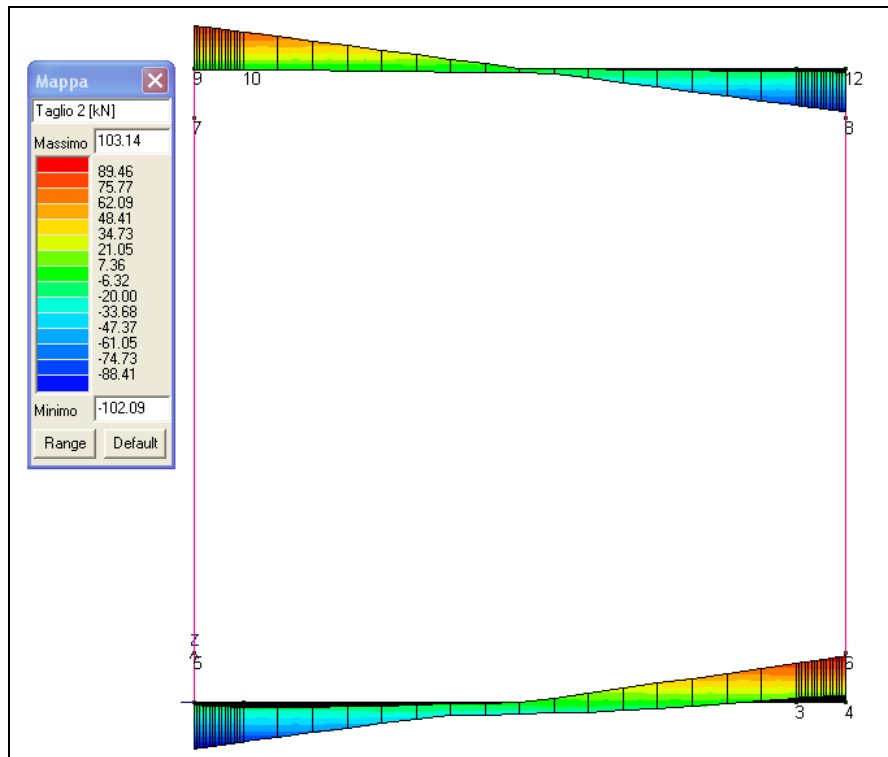 Mappa
Taglio 2 [kN]
Massimo 103.14
89.46
75.77
62.09
48.41
34.73
21.05
7.36
-6.32
-20.00
-33.68
-47.37
-61.05
-74.73
-88.41
Minimo -102.09
Range Default
9 10 12
7 8
Z
3 4